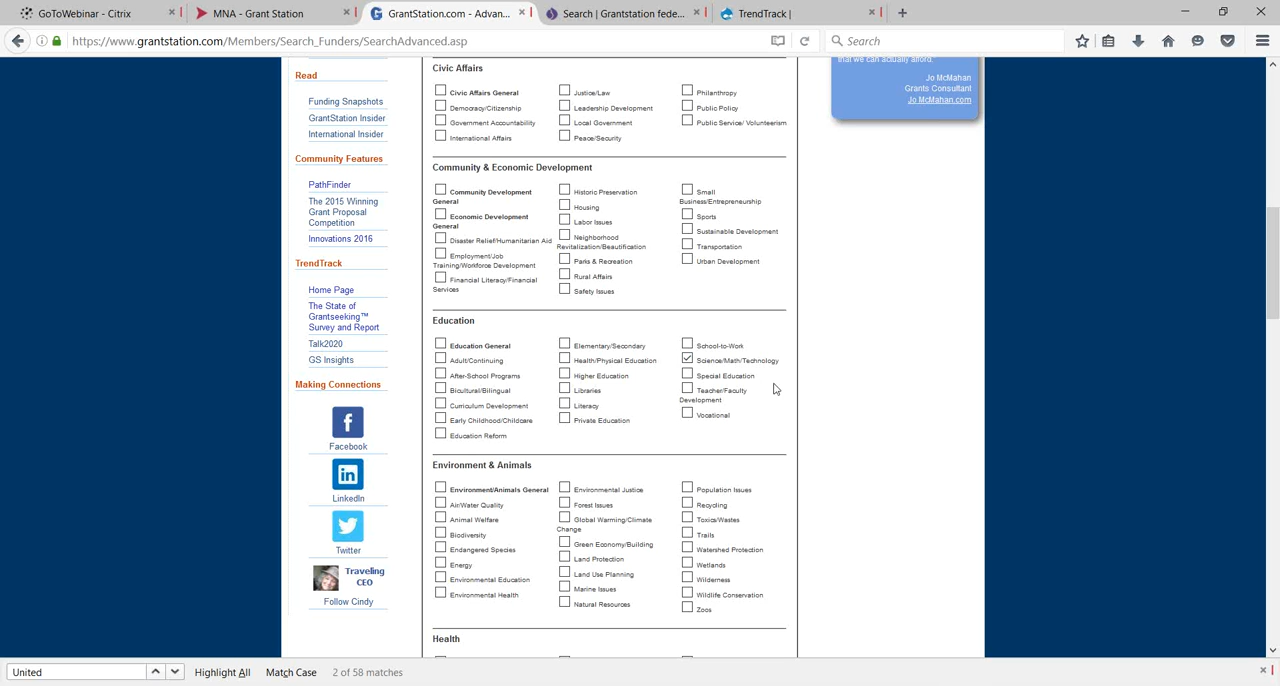 GoToWebinar - Citrix
MNA - Grant Station
GrantStation.com - Advan...
Search | Grantstation fede...
TrendTrack |
https://www.grantstation.com/Members/Search_Funders/SearchAdvanced.asp
Search
Read
Funding Snapshots
GrantStation Insider
International Insider
Community Features
PathFinder
The 2015 Winning
Grant Proposal
Competition
Innovations 2016
TrendTrack
Home Page
The State of
Grantseeking™
Survey and Report
Talk2020
GS Insights
Making Connections
Facebook
LinkedIn
Twitter
Traveling
CEO
Follow Cindy
Civic Affairs
Civic Affairs General
Democracy/Citizenship
Government Accountability
International Affairs
Justice/Law
Leadership Development
Local Government
Peace/Security
Philanthropy
Public Policy
Public Service/ Volunteerism
Community & Economic Development
Community Development
General
Economic Development
General
Disaster Relief/Humanitarian Aid
Employment/Job
Training/Workforce Development
Financial Literacy/Financial
Services
Historic Preservation
Housing
Labor Issues
Neighborhood
Revitalization/Beautification
Parks & Recreation
Rural Affairs
Safety Issues
Small
Business/Entrepreneurship
Sports
Sustainable Development
Transportation
Urban Development
Education
Education General
Adult/Continuing
After-School Programs
Bicultural/Bilingual
Curriculum Development
Early Childhood/Childcare
Education Reform
Elementary/Secondary
Health/Physical Education
Higher Education
Libraries
Literacy
Private Education
School-to-Work
Science/Math/Technology
Special Education
Teacher/Faculty
Development
Vocational
Environment & Animals
Environment/Animals General
Air/Water Quality
Animal Welfare
Biodiversity
Endangered Species
Energy
Environmental Education
Environmental Health
Environmental Justice
Forest Issues
Global Warming/Climate
Change
Green Economy/Building
Land Protection
Land Use Planning
Marine Issues
Natural Resources
Population Issues
Recycling
Toxics/Wastes
Trails
Watershed Protection
Wetlands
Wilderness
Wildlife Conservation
Zoos
Health
that we can actually afford."
Jo McMahan
Grants Consultant
Jo McMahan.com
United
Highlight All
Match Case
2 of 58 matches